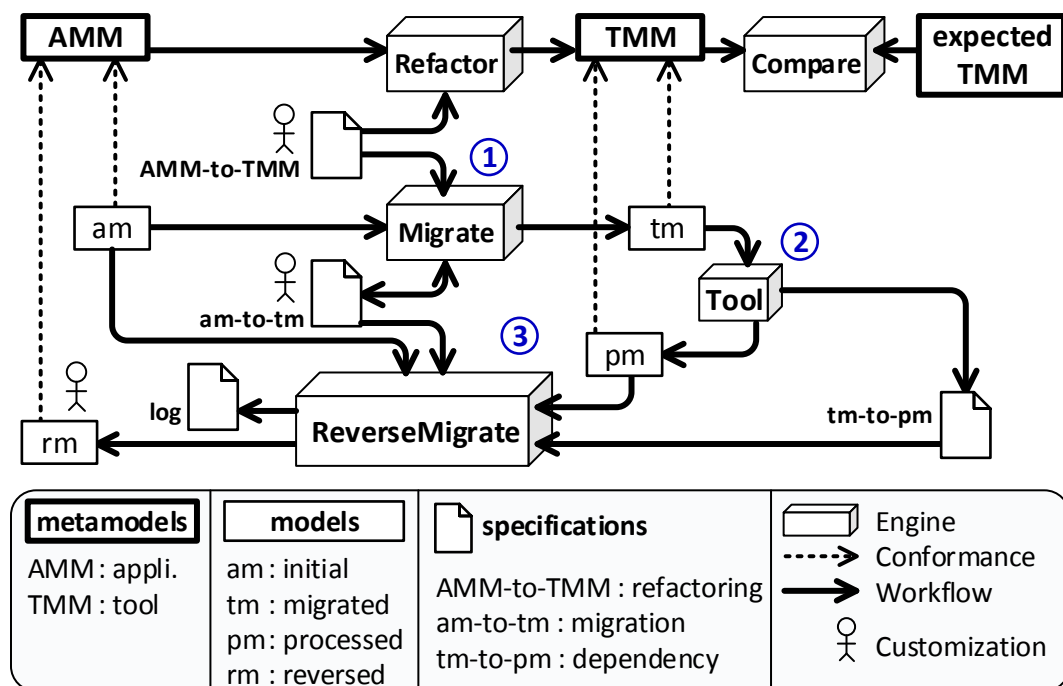 AMM
Refactor
TMM
Compare
expected
TMM
AMM-to-TMM
1
am
Migrate
tm
2
am-to-tm
Tool
3
pm
log
ReverseMigrate
tm-to-pm
rm
metamodels
AMM : appli.
TMM : tool
models
am : initial
tm : migrated
pm : processed
rm : reversed
specifications
AMM-to-TMM : refactoring
am-to-tm : migration
tm-to-pm : dependency
Engine
Conformance
Workflow
Customization